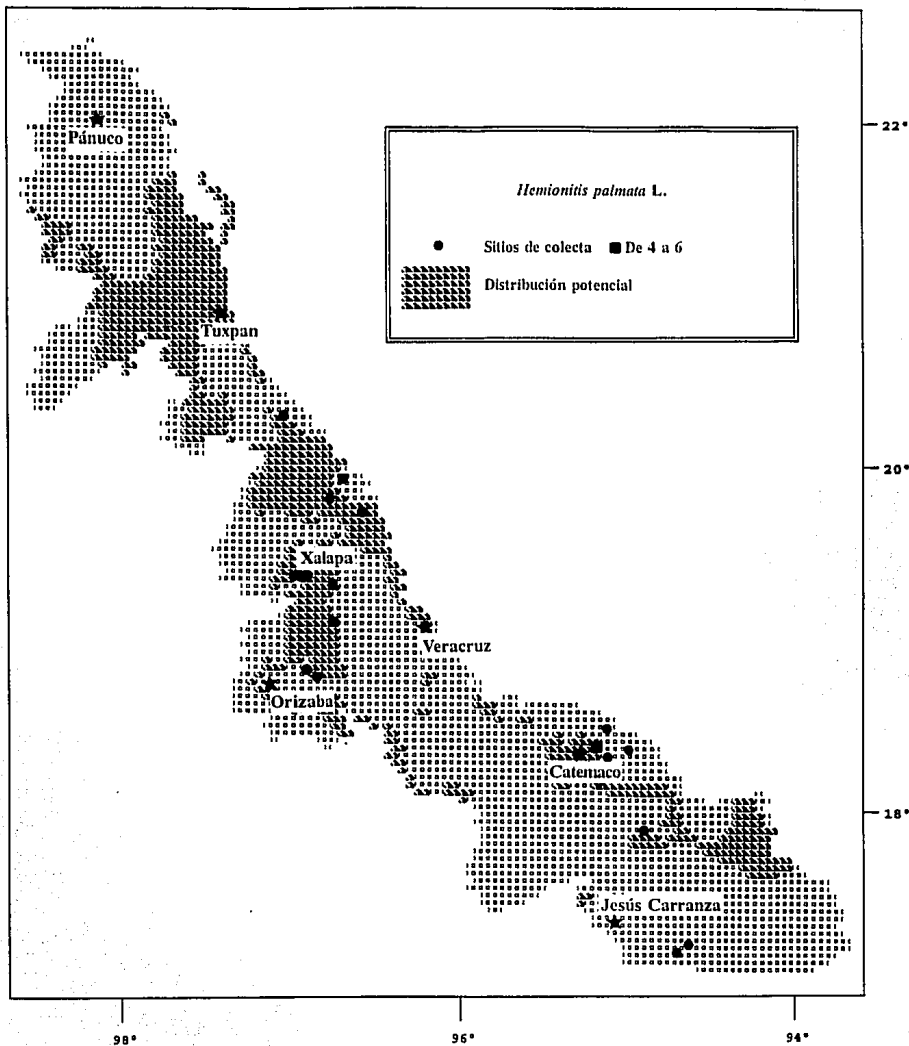 Pánuco
22°
Hemionitis palmata L.
Sitios de colecta De 4 a 6
Distribución potencial
Tuxpan
20°
Xalapa
Veracruz
Orizaba
Catemaco
18°
Jesús Carranza
98° 96° 94°